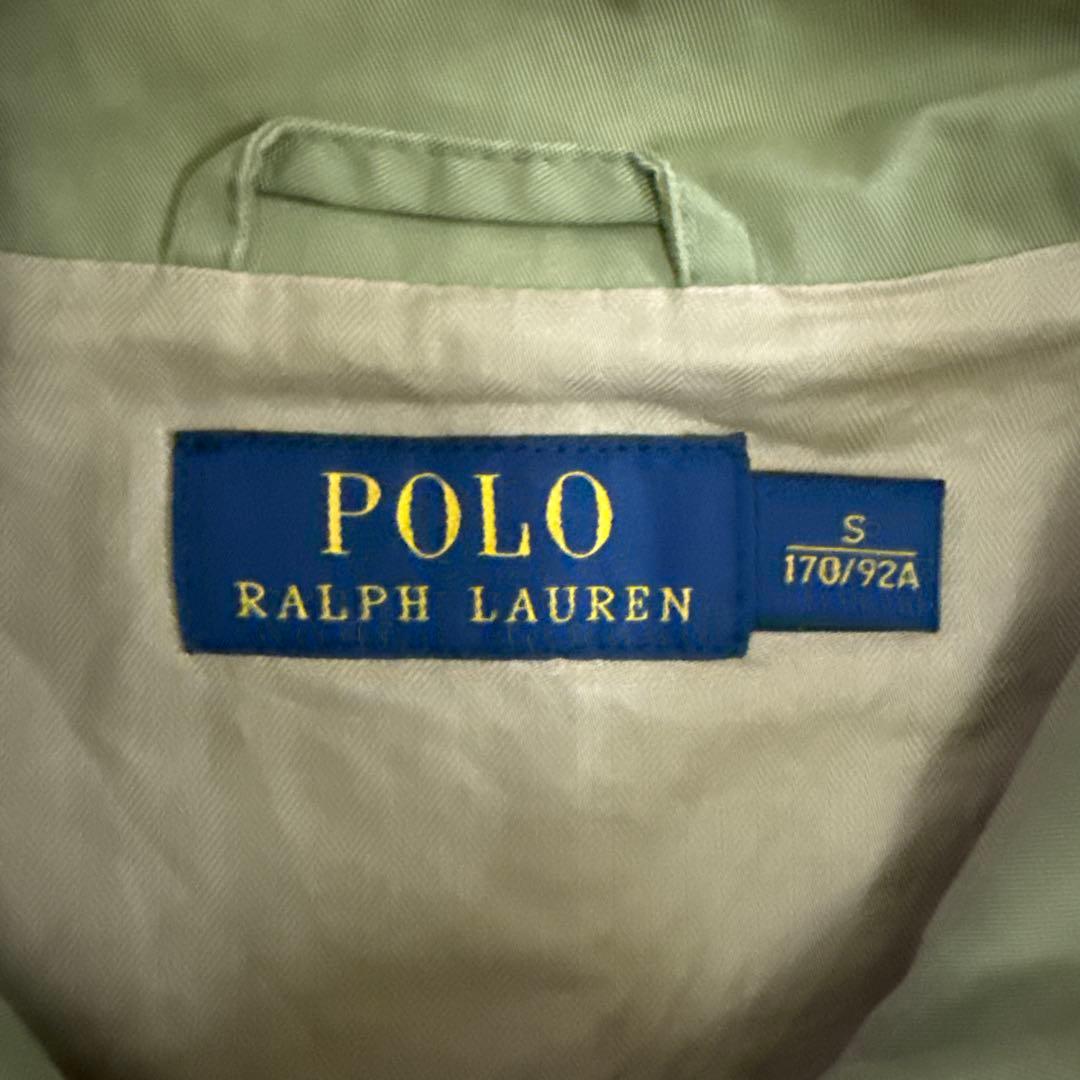 POLO
RALPH LAUREN
S
170/92A